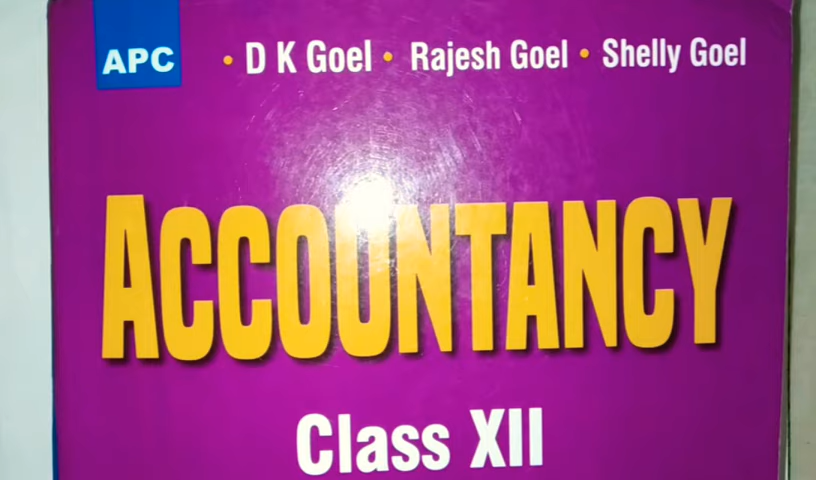 APC
• D K Goel • Rajesh Goel • Shelly Goel
ACCOUNTANCY
Class XII